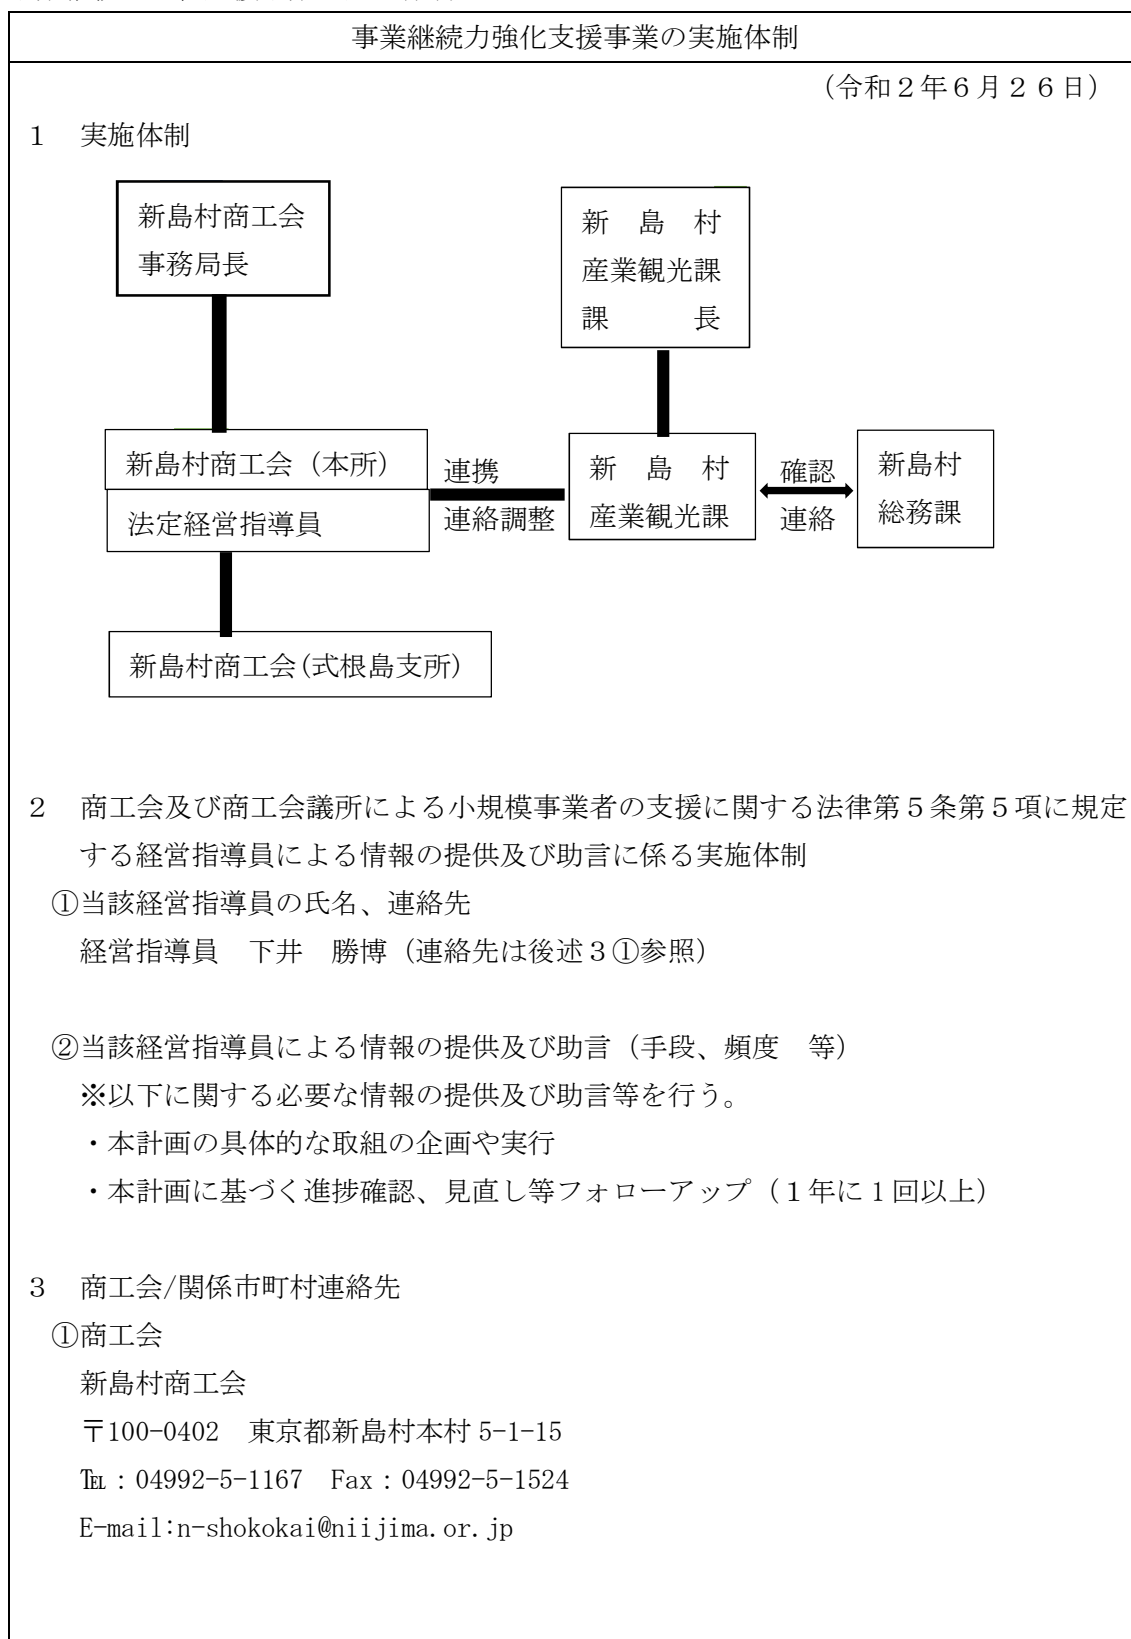 事業継続力強化支援事業の実施体制
（令和２年６月２６日）
１　実施体制
新島村商工会
事務局長
新　島　村
産業観光課
課　　　長
新島村商工会（本所）
法定経営指導員
連携
連絡調整
新　島　村
産業観光課
確認
連絡
新島村
総務課
新島村商工会(式根島支所)
２　商工会及び商工会議所による小規模事業者の支援に関する法律第５条第５項に規定
する経営指導員による情報の提供及び助言に係る実施体制
①当該経営指導員の氏名、連絡先
経営指導員　下井　勝博（連絡先は後述３①参照）
②当該経営指導員による情報の提供及び助言（手段、頻度　等）
※以下に関する必要な情報の提供及び助言等を行う。
・本計画の具体的な取組の企画や実行
・本計画に基づく進捗確認、見直し等フォローアップ（１年に１回以上）
３　商工会/関係市町村連絡先
①商工会
新島村商工会
〒100-0402　東京都新島村本村 5-1-15
℡：04992-5-1167　Fax：04992-5-1524
E-mail:n-shokokai@niijima.or.jp